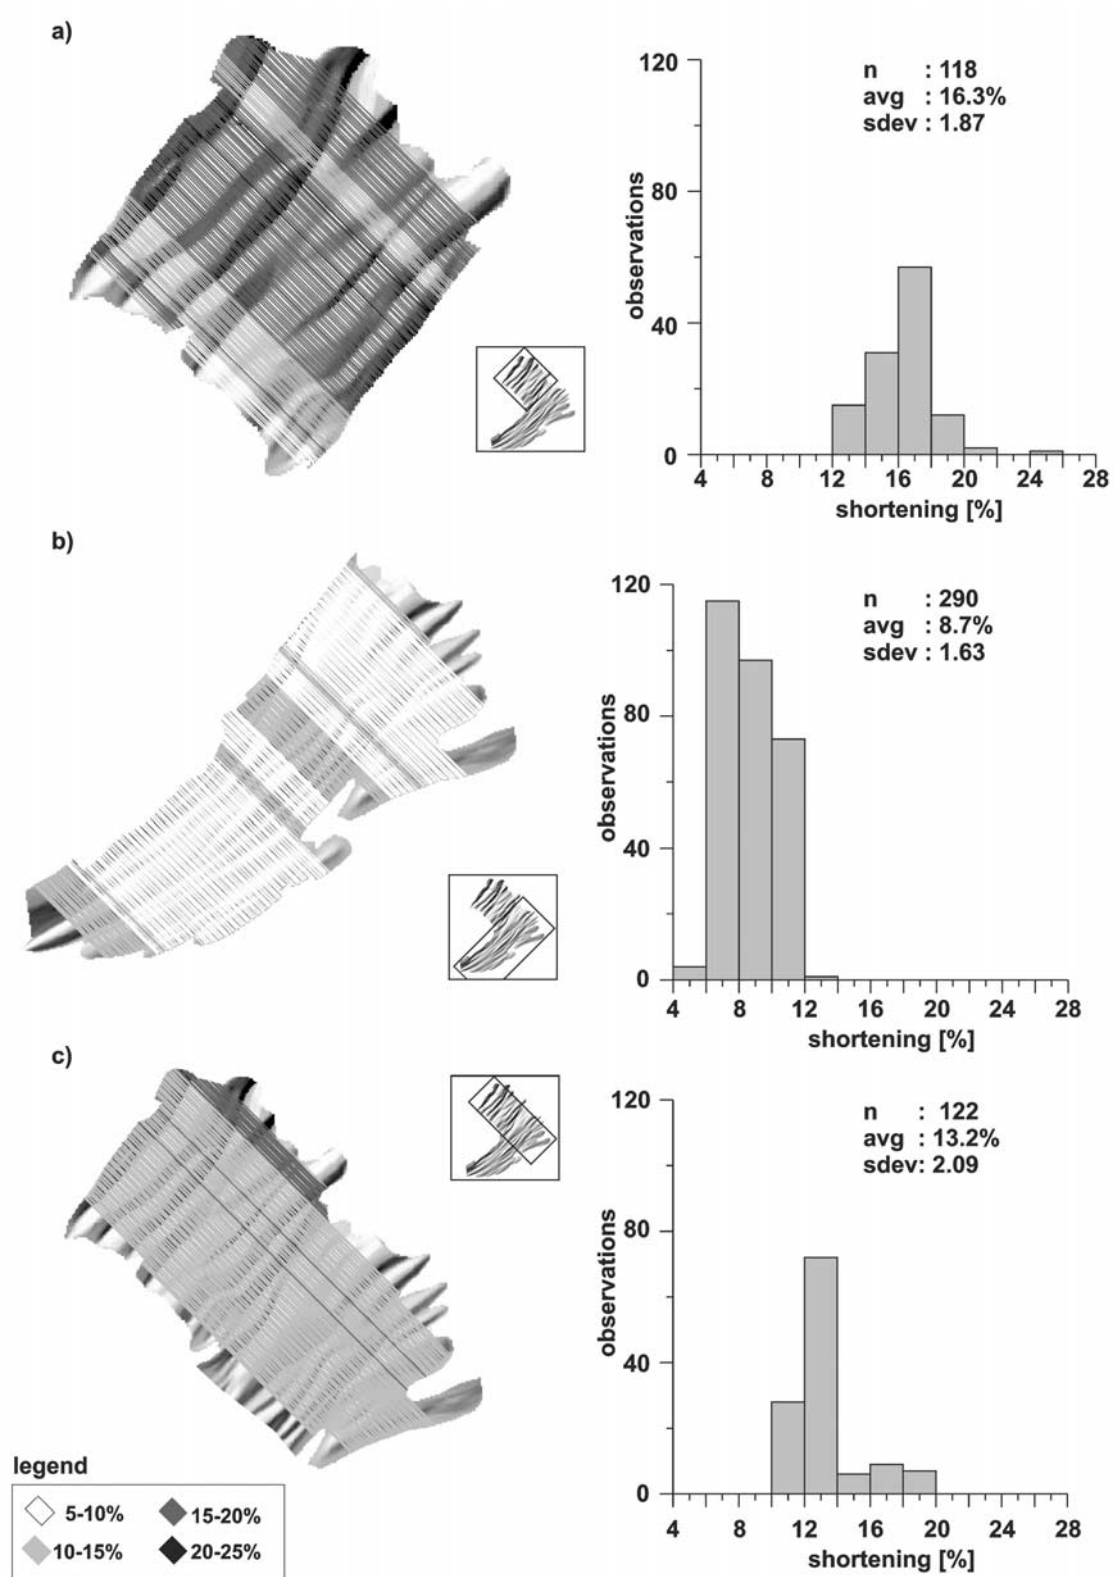 a)
n : 118
avg : 16.3%
sdev : 1.87
120
80
40
0
observations
4 8 12 16 20 24 28
shortening [%]
b)
n : 290
avg : 8.7%
sdev : 1.63
120
80
40
0
observations
4 8 12 16 20 24 28
shortening [%]
c)
n : 122
avg : 13.2%
sdev: 2.09
120
80
40
0
observations
4 8 12 16 20 24 28
shortening [%]
legend
5-10% 15-20%
10-15% 20-25%